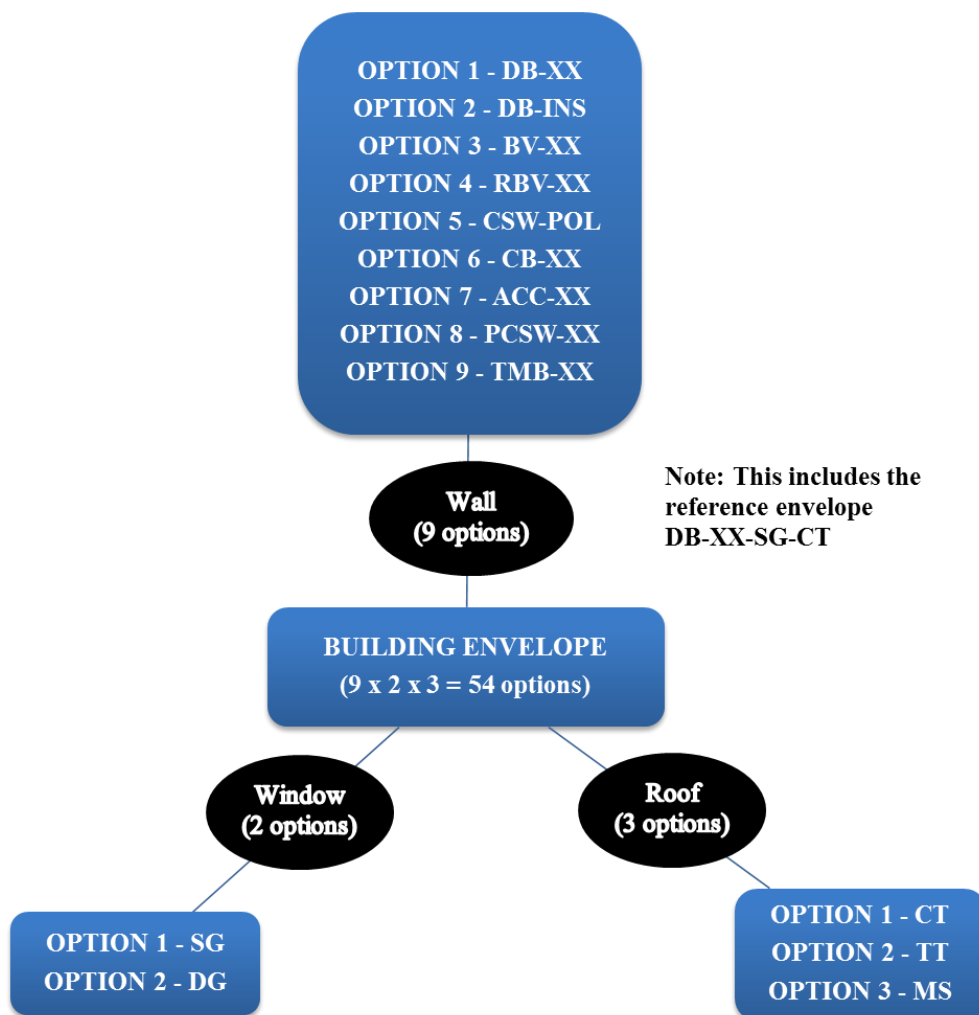 OPTION 1 - DB-XX
OPTION 2 - DB-INS
OPTION 3 - BV-XX
OPTION 4 - RBV-XX
OPTION 5 - CSW-POL
OPTION 6 - CB-XX
OPTION 7 - ACC-XX
OPTION 8 - PCSW-XX
OPTION 9 - TMB-XX
Wall
(9 options)
Note: This includes the
reference envelope
DB-XX-SG-CT
BUILDING ENVELOPE
(9 x 2 x 3 = 54 options)
Window
(2 options)
Roof
(3 options)
OPTION 1 - SG
OPTION 2 - DG
OPTION 1 - CT
OPTION 2 - TT
OPTION 3 - MS